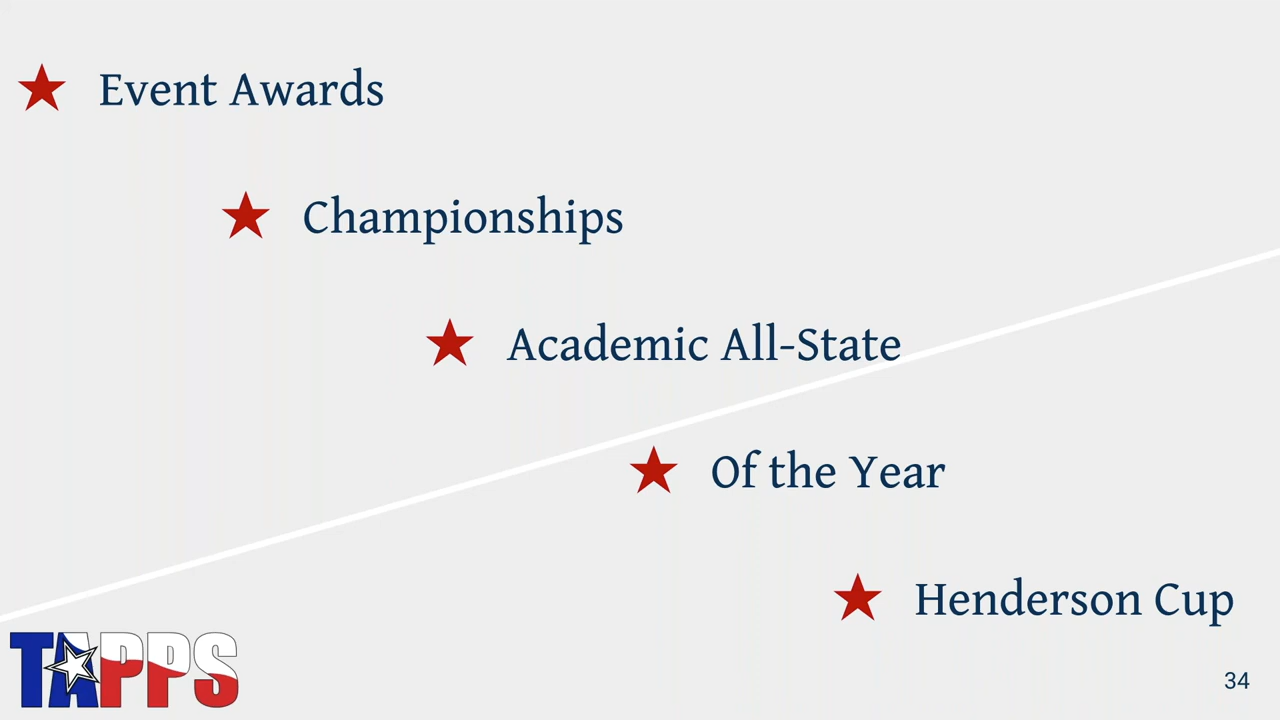 Event Awards
Championships
Academic All-State
Of the Year
Henderson Cup
TAPPS
34